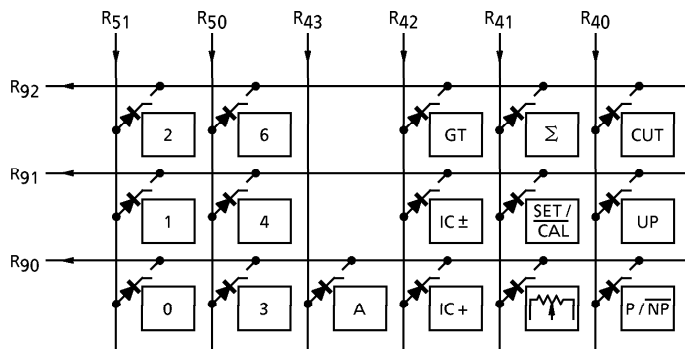 R51 R50 R43 R42 R41 R40
R92
2 6 GT Σ CUT
R91
1 4 IC± SET/CAL UP
R90
0 3 A IC+ P/NP